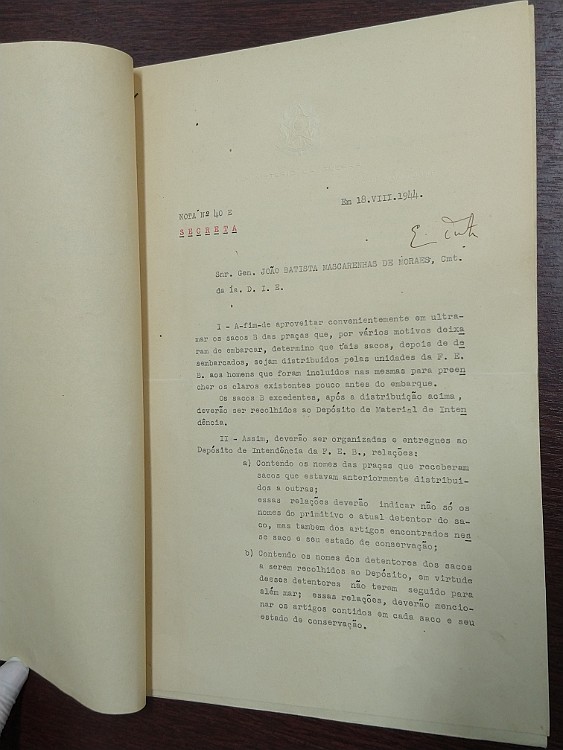 Em 18.VIII.1944.
NOTA Nº 40 E
SECRETA
Snr. Gen. JOÃO BATISTA MASCARENHAS DE MORAES, Cmt.
da 1a. D. I. E.
I - A-fim-de aproveitar convenientemente em ultra-
mar os sacos B das praças que, por vários motivos deixa
ram de embarcar, determino que tais sacos, depois de de
sembarcados, sejam distribuidos pelas unidades da F. E.
B. aos homens que foram incluidos nas mesmas para preen
cher os claros existentes pouco antes do embarque.
Os sacos B excedentes, após a distribuição acima,
deverão ser recolhidos ao Depósito de Material de Inten
dência.
II - Assim, deverão ser organizadas e entregues ao
Depósito de Intendência da F. E. B., relações:
a) Contendo os nomes das praças que receberam
sacos que estavam anteriormente distribui-
dos a outras;
essas relações deverão indicar não só os
nomes do primitivo e atual detentor do sa-
co, mas tambem dos artigos encontrados nes
se saco e seu estado de conservação;
b) Contendo os nomes dos detentores dos sacos
a serem recolhidos ao Depósito, em virtude
desses detentores não terem seguido para
além mar; essas relações, deverão mencio-
nar os artigos contidos em cada saco e seu
estado de conservação.